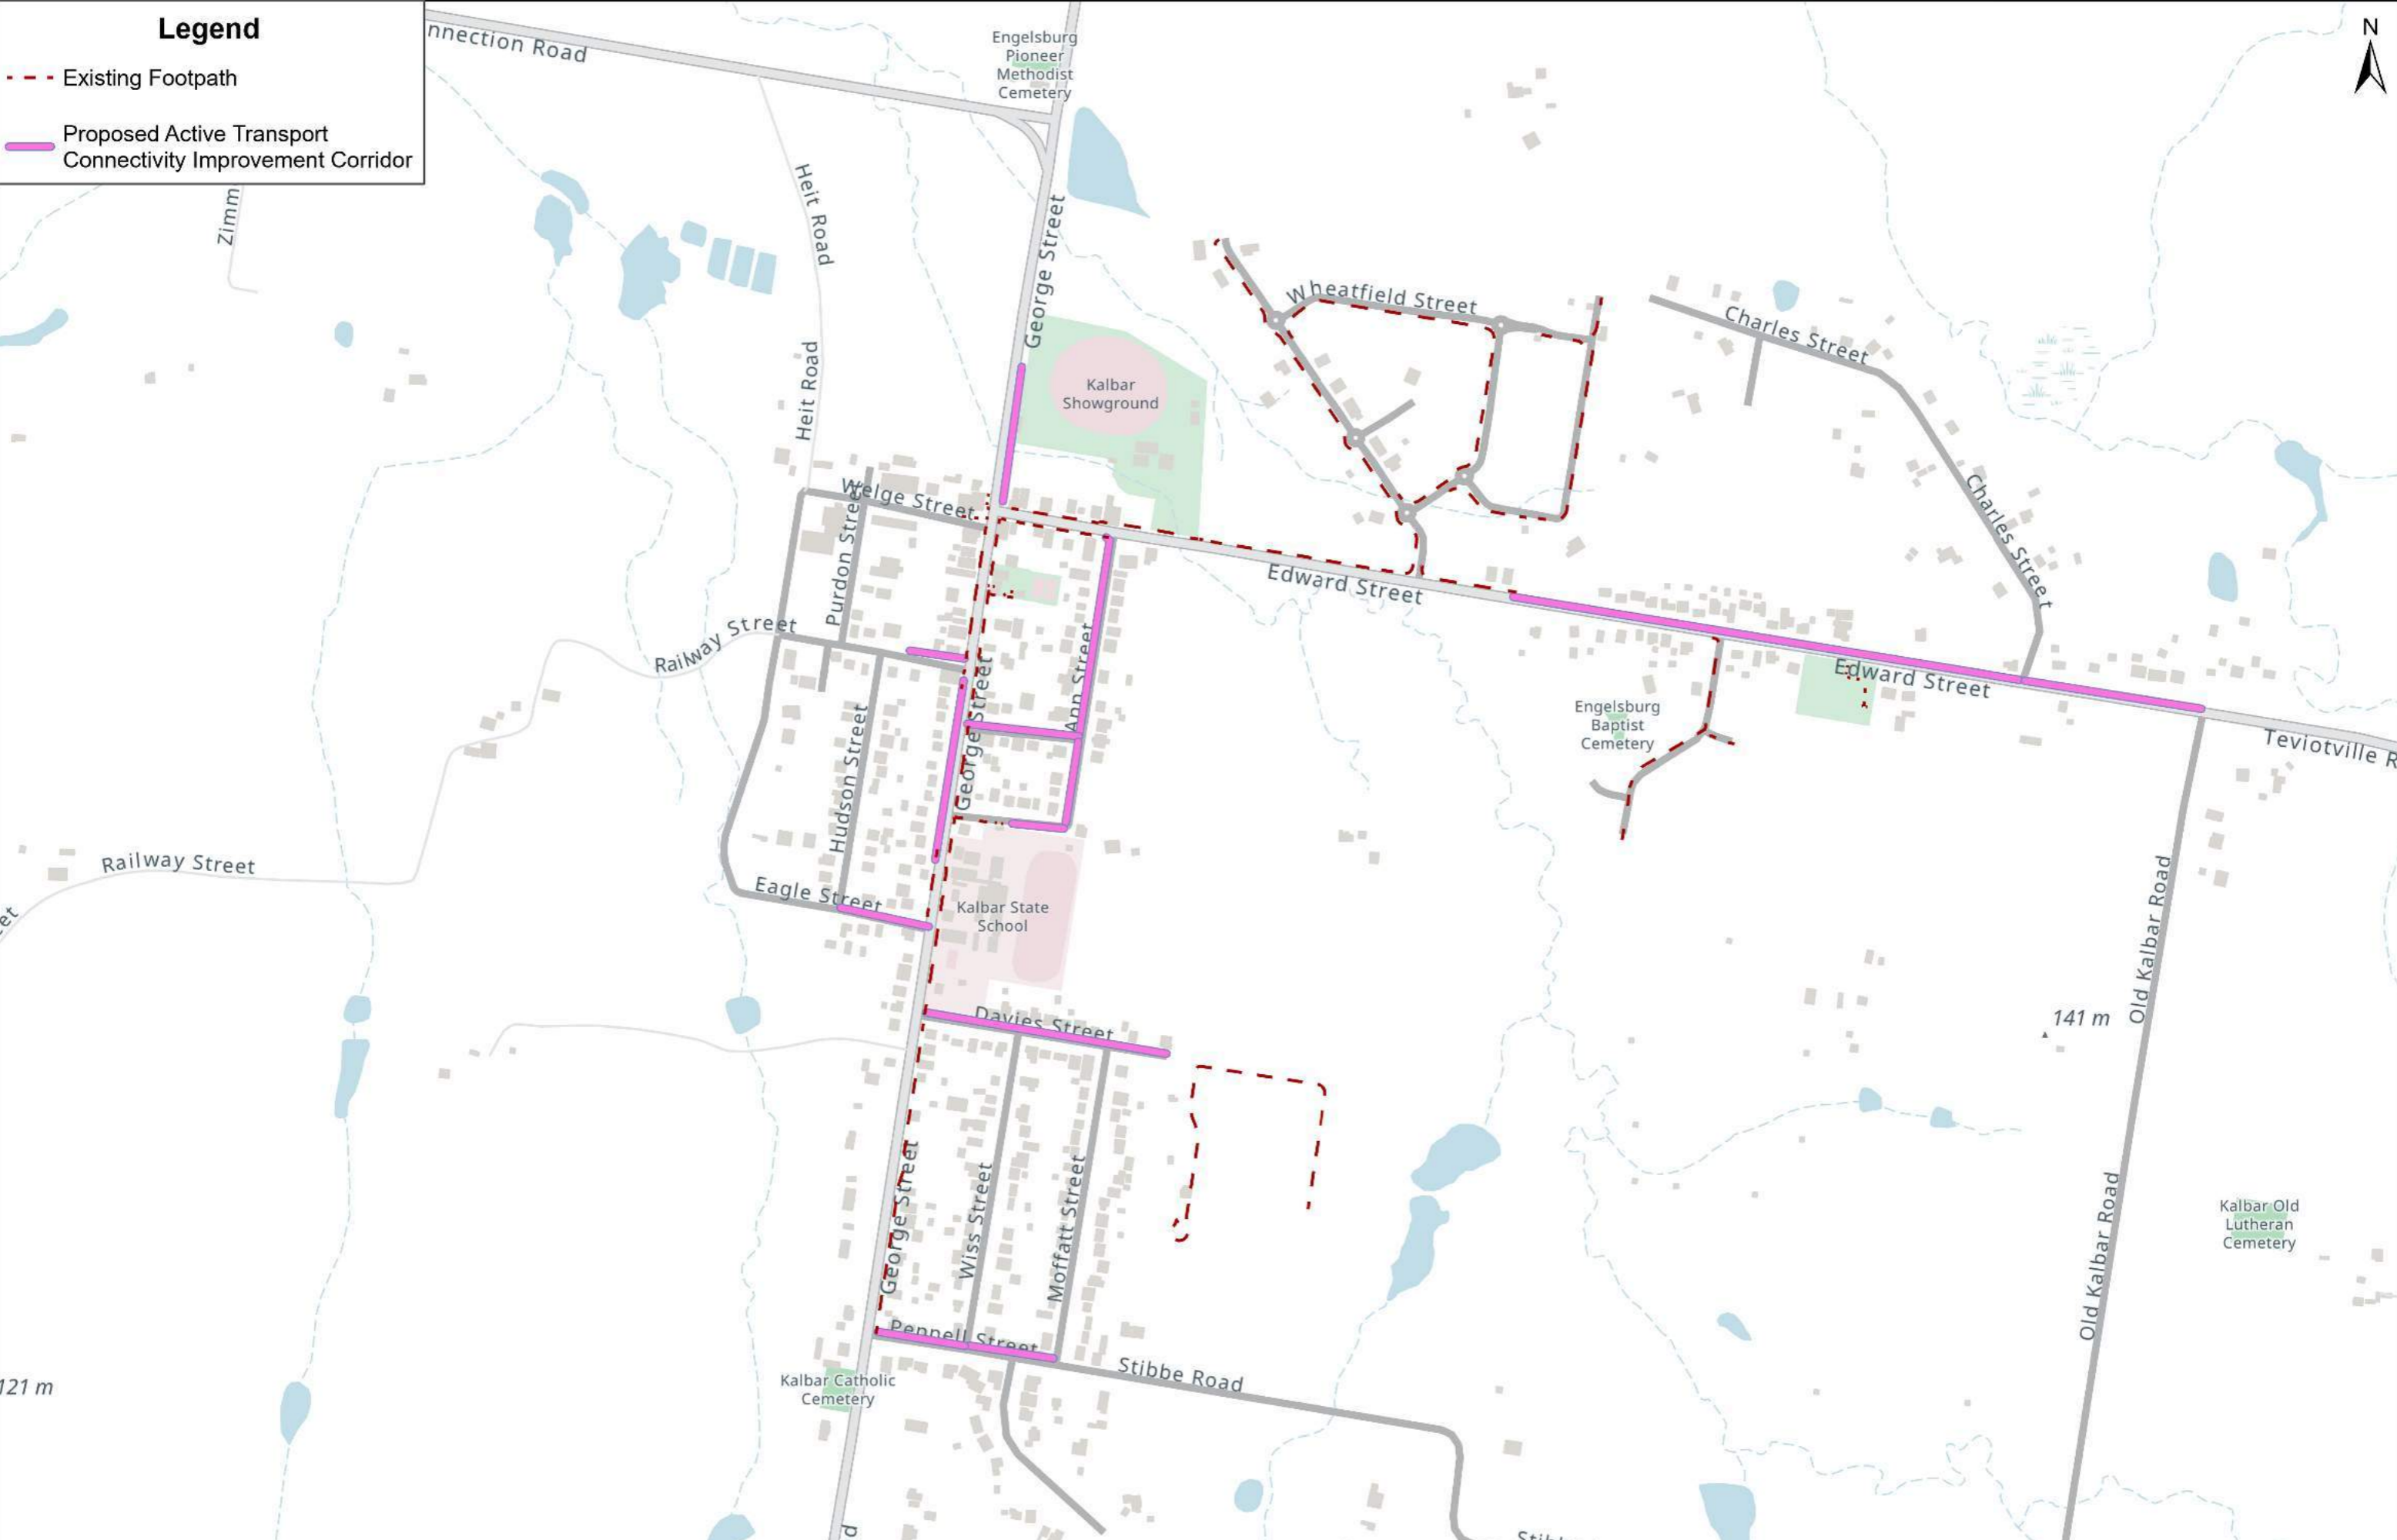 Legend
Existing Footpath
Proposed Active Transport
Connectivity Improvement Corridor
nnection Road
Engelsburg
Pioneer
Methodist
Cemetery
N
Zimm
Heit Road
George Street
Wheatfield Street
Charles Street
Heit Road
Kalbar
Showground
Welge Street
Purdon Street
Charles Street
Edward Street
Railway Street
Ann Street
George Street
Edward Street
Hudson Street
Engelsburg
Baptist
Cemetery
Teviotville R
George Street
Railway Street
Eagle Street
Kalbar State
School
Old Kalbar Road
eet
Davies Street
141 m
George Street
Wiss Street
Moffatt Street
Old Kalbar Road
Kalbar Old
Lutheran
Cemetery
Pennell Street
Stibbe Road
Kalbar Catholic
Cemetery
121 m
d